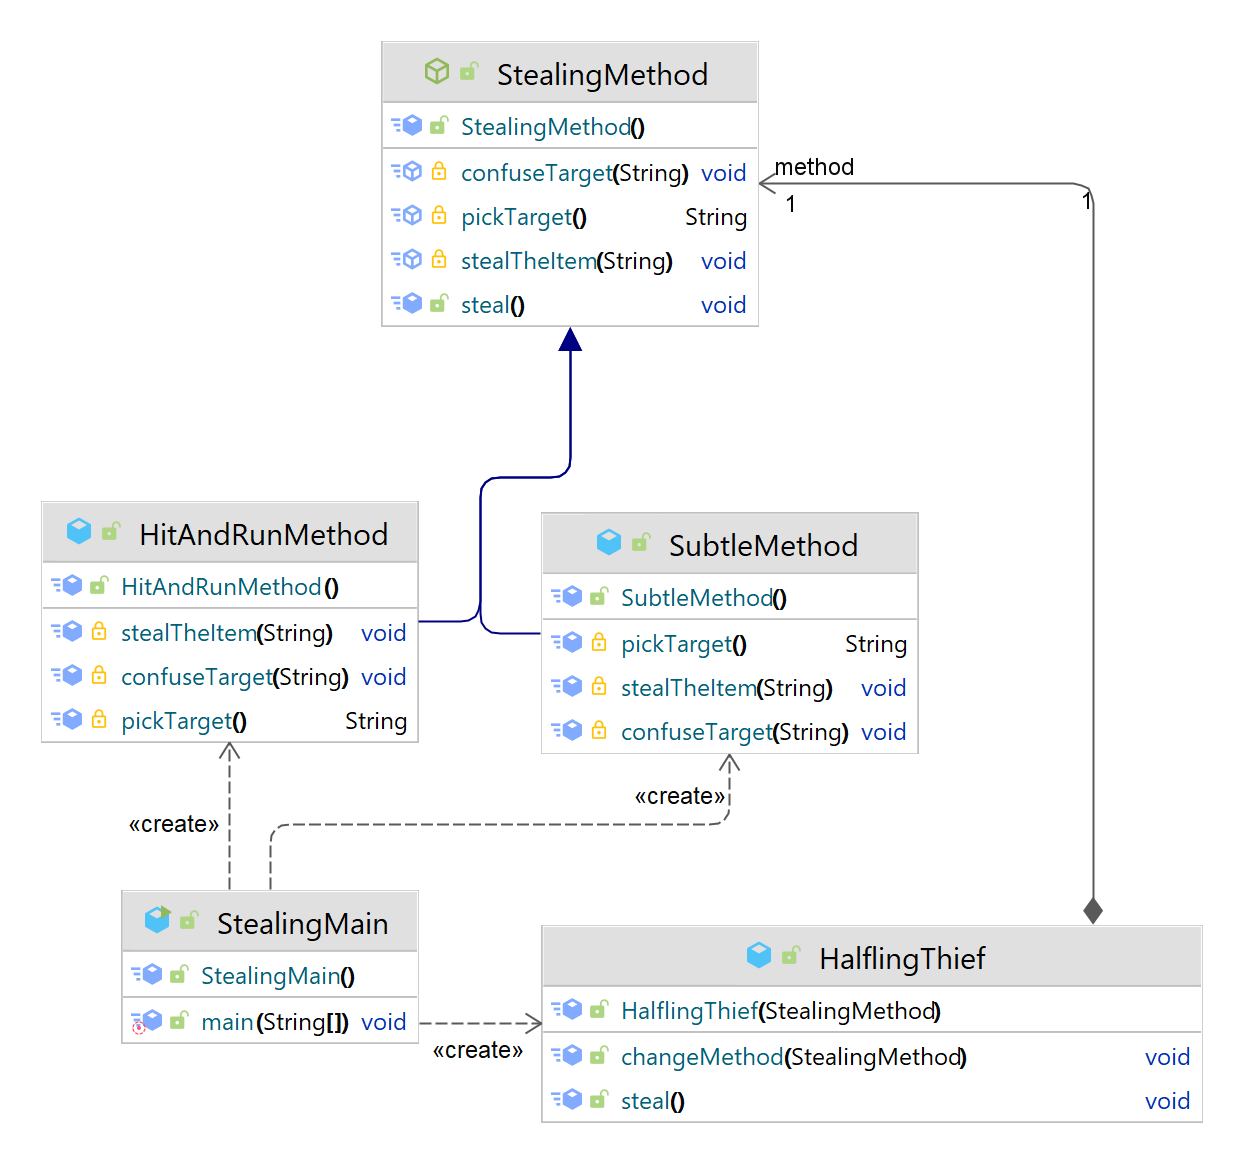 StealingMethod
StealingMethod()
confuseTarget(String) void
pickTarget() String
stealTheItem(String) void
steal() void
method
1
1
HitAndRunMethod
HitAndRunMethod()
stealTheItem(String) void
confuseTarget(String) void
pickTarget() String
SubtleMethod
SubtleMethod()
pickTarget() String
stealTheItem(String) void
confuseTarget(String) void
«create»
«create»
StealingMain
StealingMain()
main(String[]) void
«create»
HalflingThief
HalflingThief(StealingMethod)
changeMethod(StealingMethod) void
steal() void